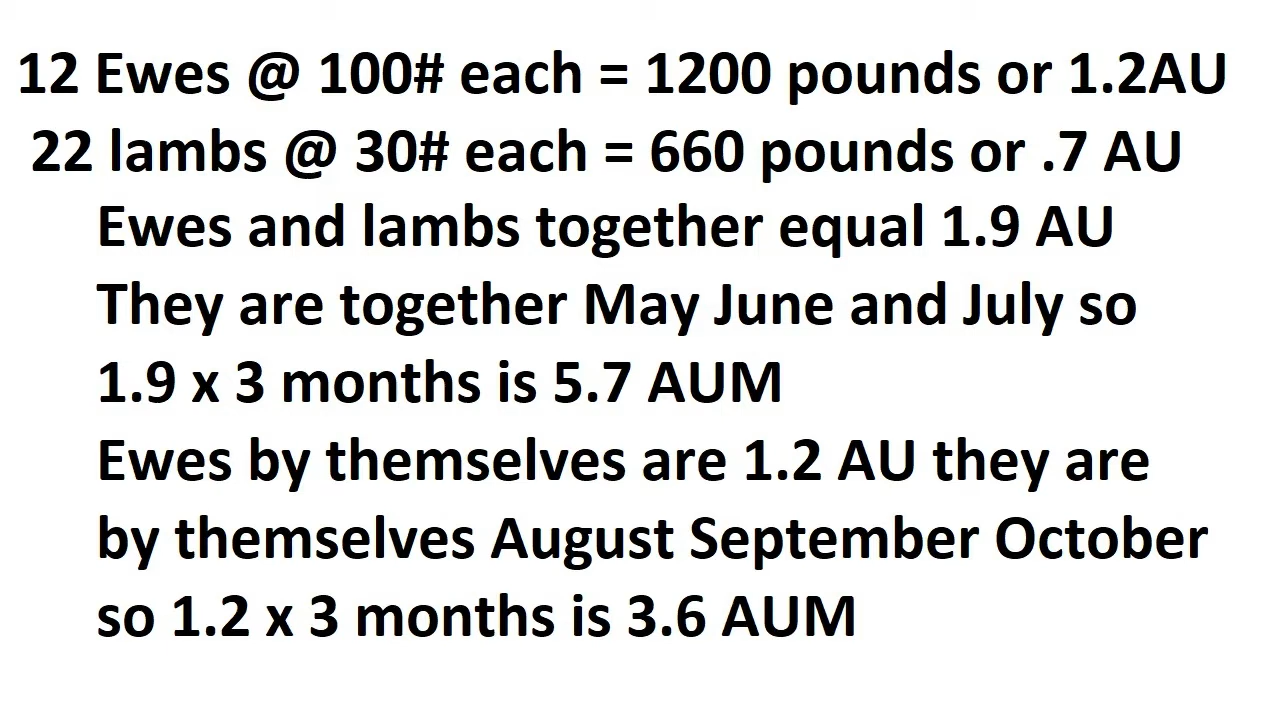 12 Ewes @ 100# each = 1200 pounds or 1.2AU
22 lambs @ 30# each = 660 pounds or .7 AU
Ewes and lambs together equal 1.9 AU
They are together May June and July so
1.9 x 3 months is 5.7 AUM
Ewes by themselves are 1.2 AU they are
by themselves August September October
so 1.2 x 3 months is 3.6 AUM